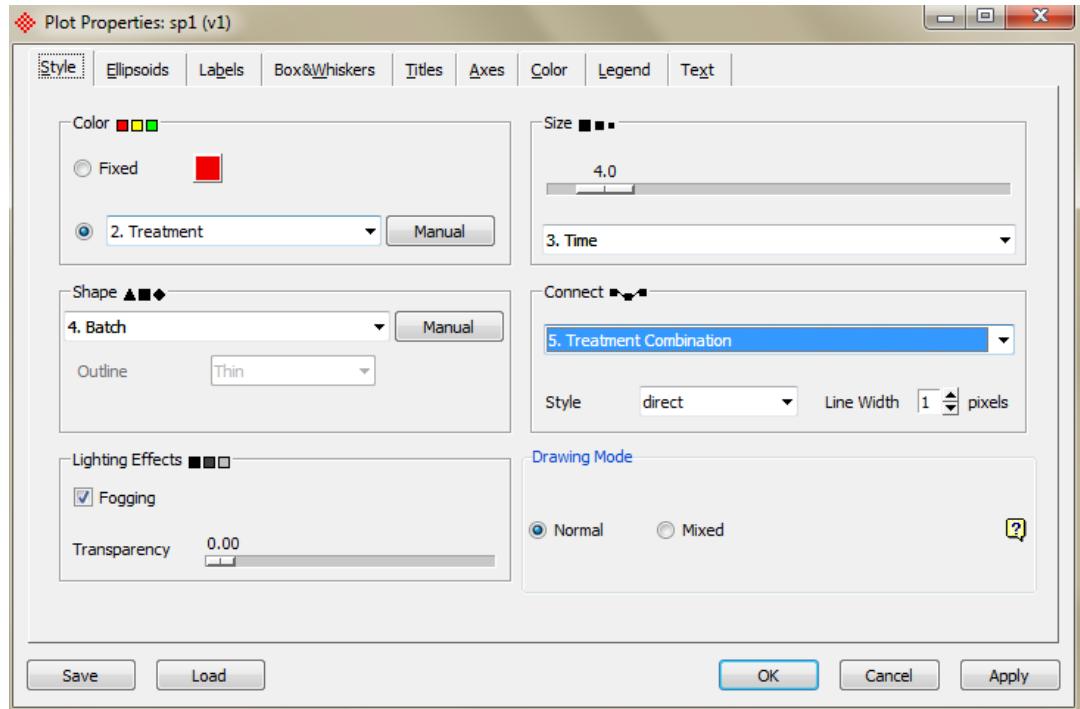 Plot Properties: sp1 (v1)
Style Ellipsoids Labels Box&Whiskers Titles Axes Color Legend Text
Color
Fixed
2. Treatment Manual
Size
4.0
3. Time
Shape
4. Batch Manual
Outline Thin
Connect
5. Treatment Combination
Style direct Line Width 1 pixels
Lighting Effects
Fogging
Transparency 0.00
Drawing Mode
Normal Mixed ?
Save Load OK Cancel Apply